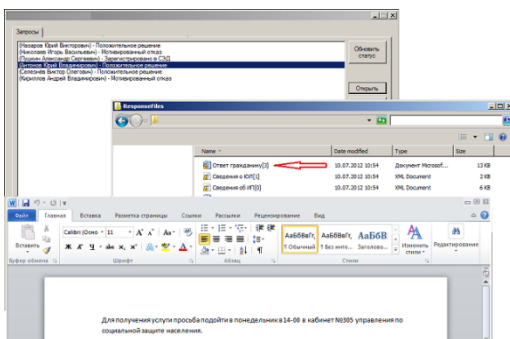 Запросы
(Назаров Юрий Викторович) - Положительное решение
(Николаев Игорь Васильевич) - Мотивированный отказ
(Пушкин Александр Сергеевич) - Зарегистрировано в СЭД
(Антонов Юрий Владимирович) - Положительное решение
(Селезнёв Виктор Олегович) - Положительное решение
(Кириллов Андрей Владимирович) - Мотивированный отказ
Обновить
статус
Открыть
ResponseFiles
Name Date modified Type Size
Ответ гражданину[3] 10.07.2012 10:54 Документ Microsof... 13 KB
Сведения о ЮЛ[1] 10.07.2012 10:54 XML Document 2 KB
Сведения об ИП[0] 10.07.2012 10:54 XML Document 6 KB
Файл Главная Вставка Разметка страницы Ссылки Рассылки Рецензирование Вид
Вставить
Calibri (Осно 11
АаБбВвГг, АаБбВвГг, АаБбВ
¶ Обычный ¶ Без инте... Заголово...
Изменить стили
Редактирование
Буфер обмена Шрифт Абзац Стили
Для получения услуги просьба подойти в понедельник в 14-00 в кабинет №305 управления по
социальной защите населения.